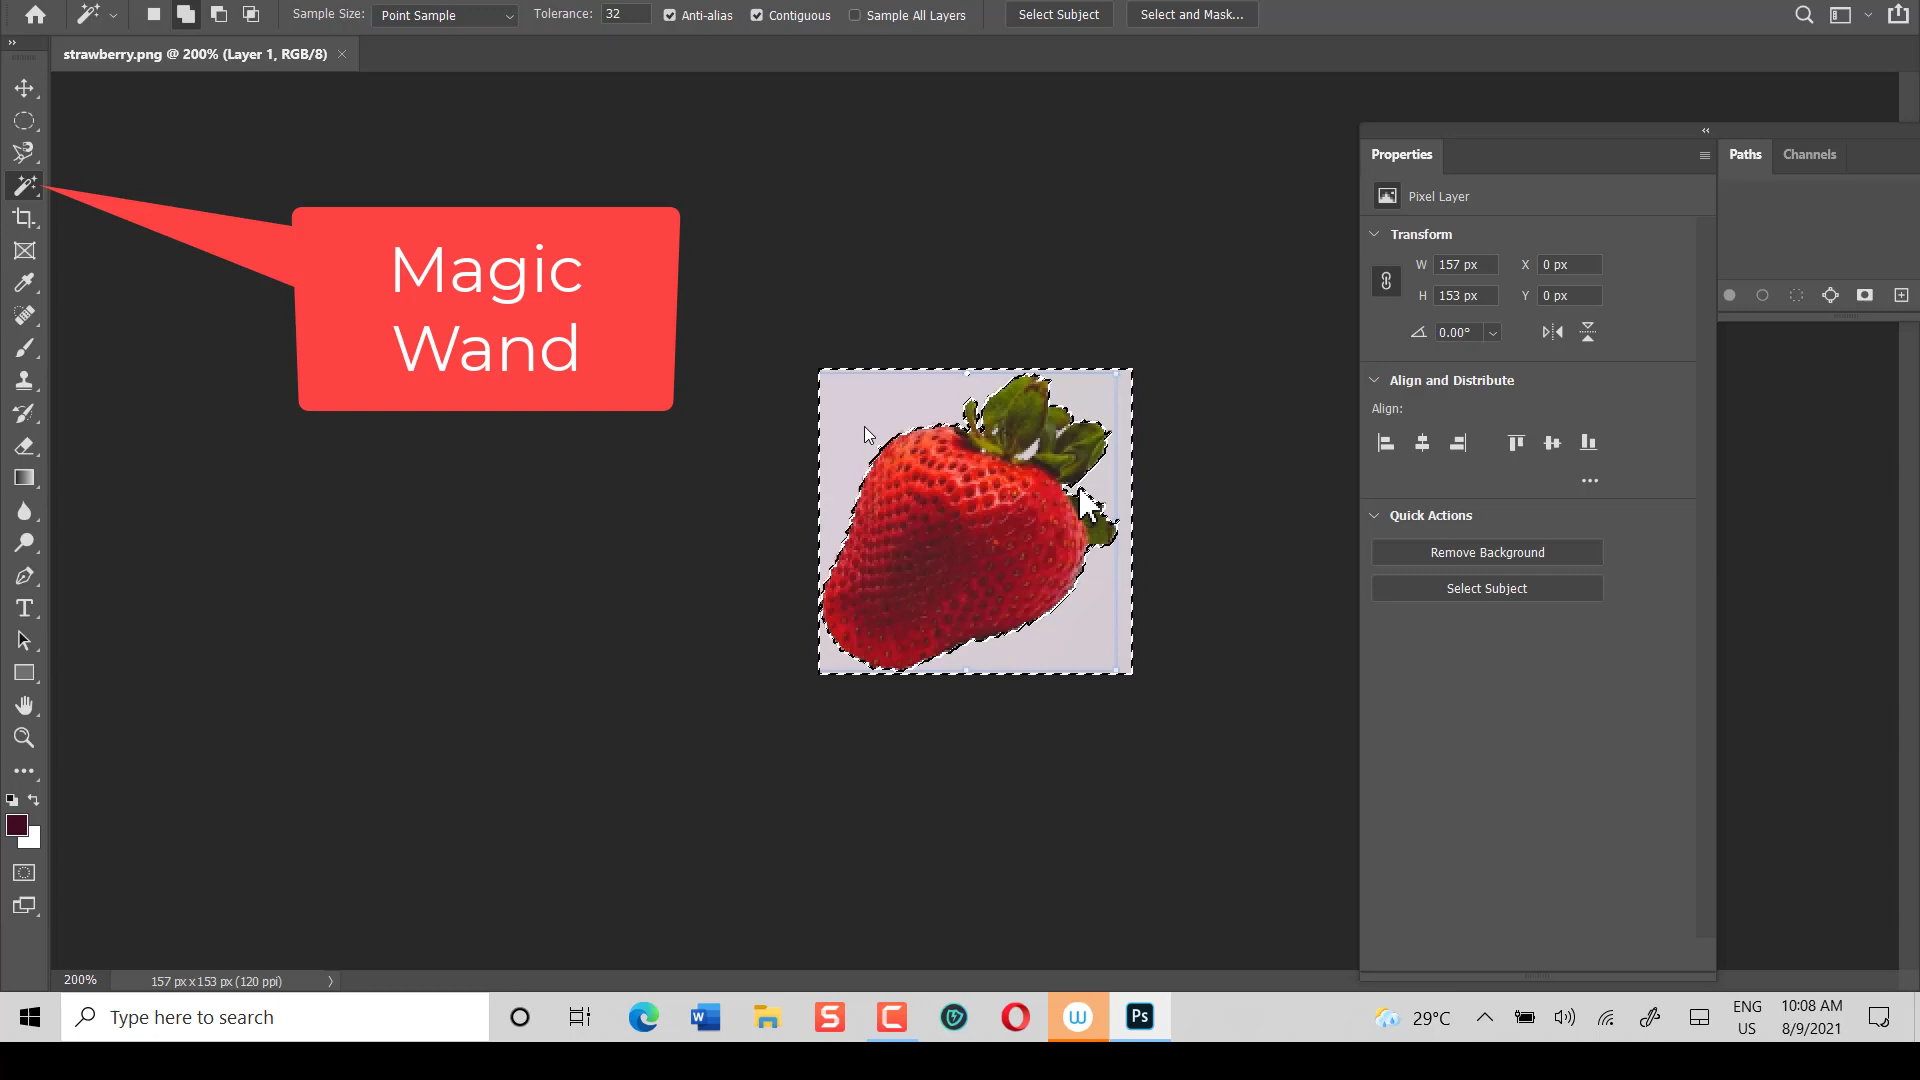 Sample Size: Point Sample Tolerance: 32 Anti-alias Contiguous Sample All Layers Select Subject Select and Mask...
strawberry.png @ 200% (Layer 1, RGB/8)
Magic
Wand
Properties
Paths Channels
Pixel Layer
Transform
W 157 px X 0 px
H 153 px Y 0 px
0.00°
Align and Distribute
Align:
Quick Actions
Remove Background
Select Subject
200% 157 px x 153 px (120 ppi)
Type here to search
W
S
C
W
Ps
29°C
ENG
US
10:08 AM
8/9/2021